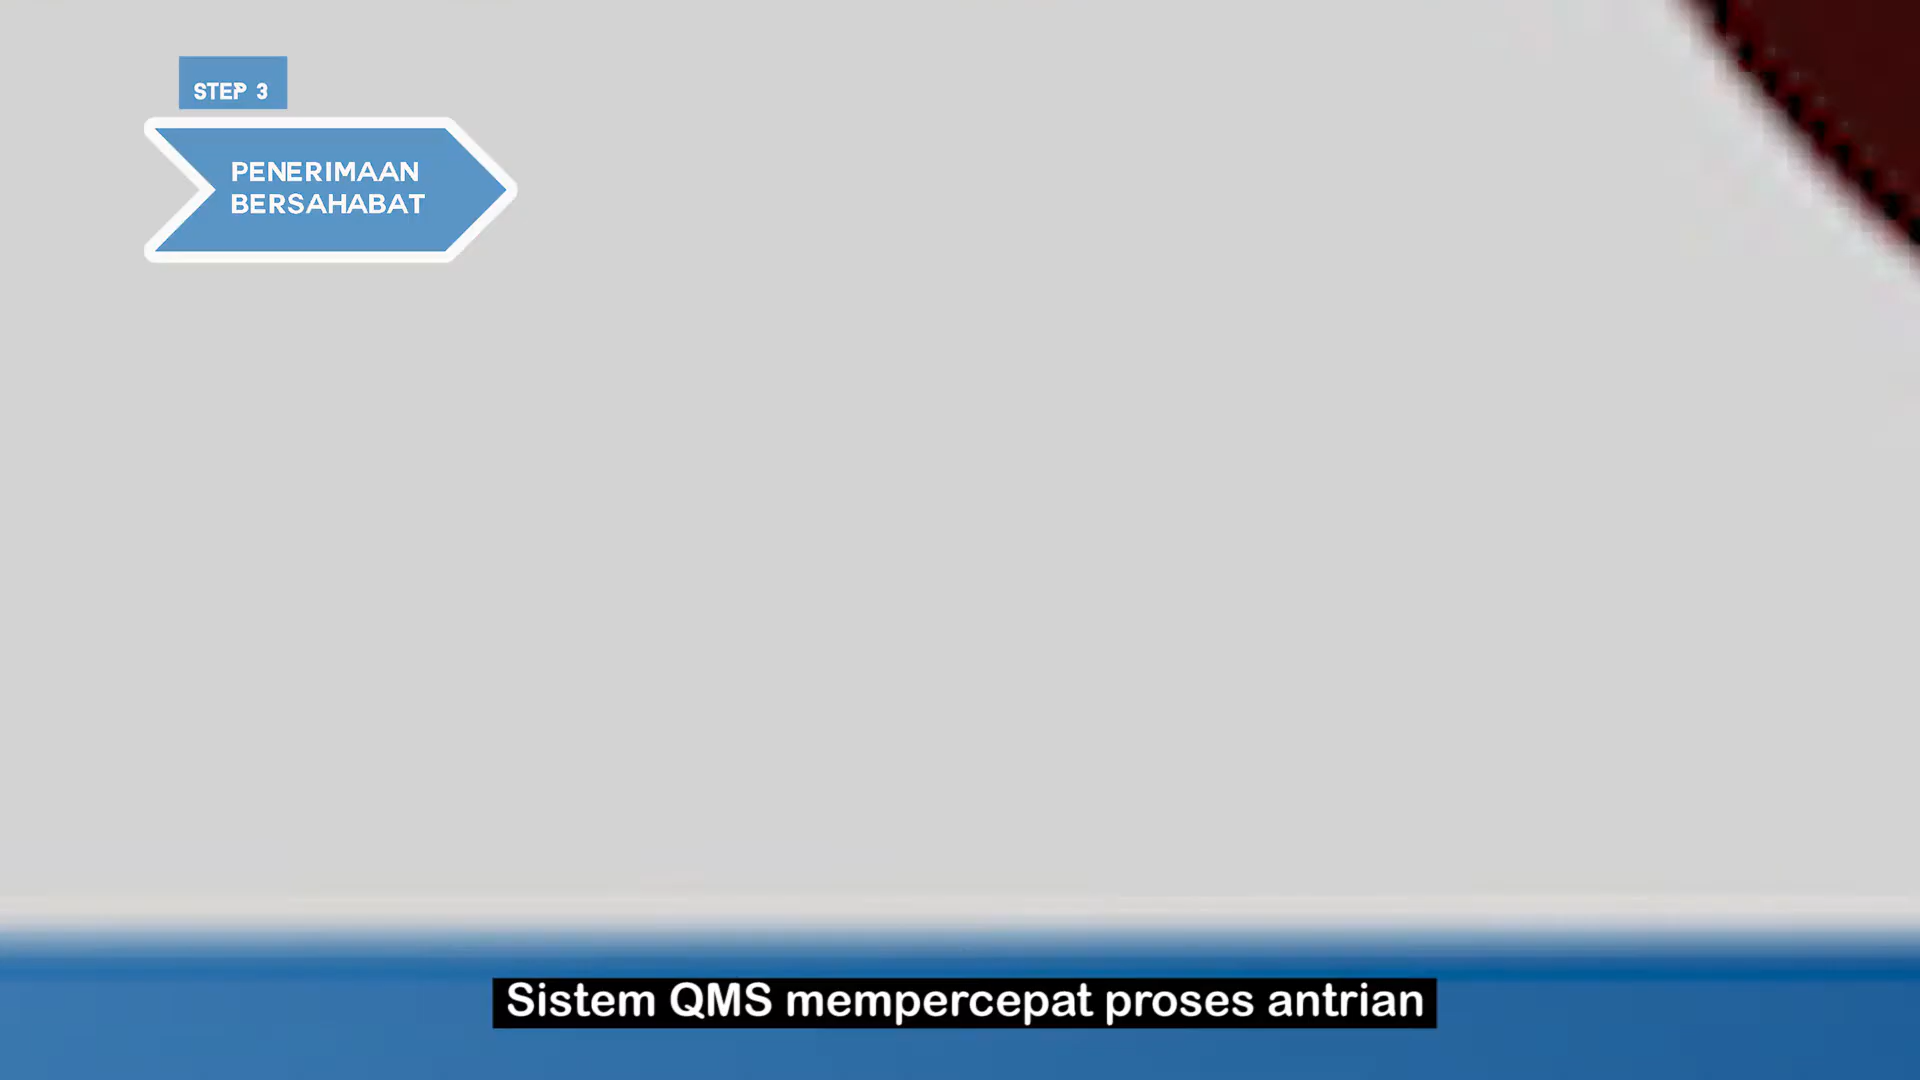 STEP 3
PENERIMAAN
BERSAHABAT
Sistem QMS mempercepat proses antrian